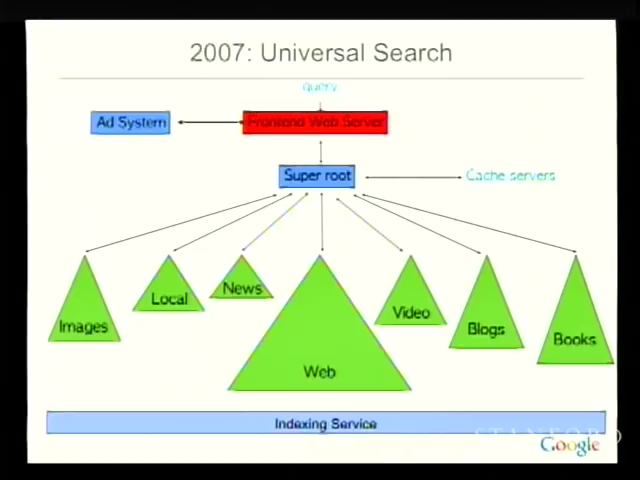 2007: Universal Search
query
Ad System
Frontend Web Server
Super root
Cache servers
Images
Local
News
Web
Video
Blogs
Books
Indexing Service
STANFORD
Google